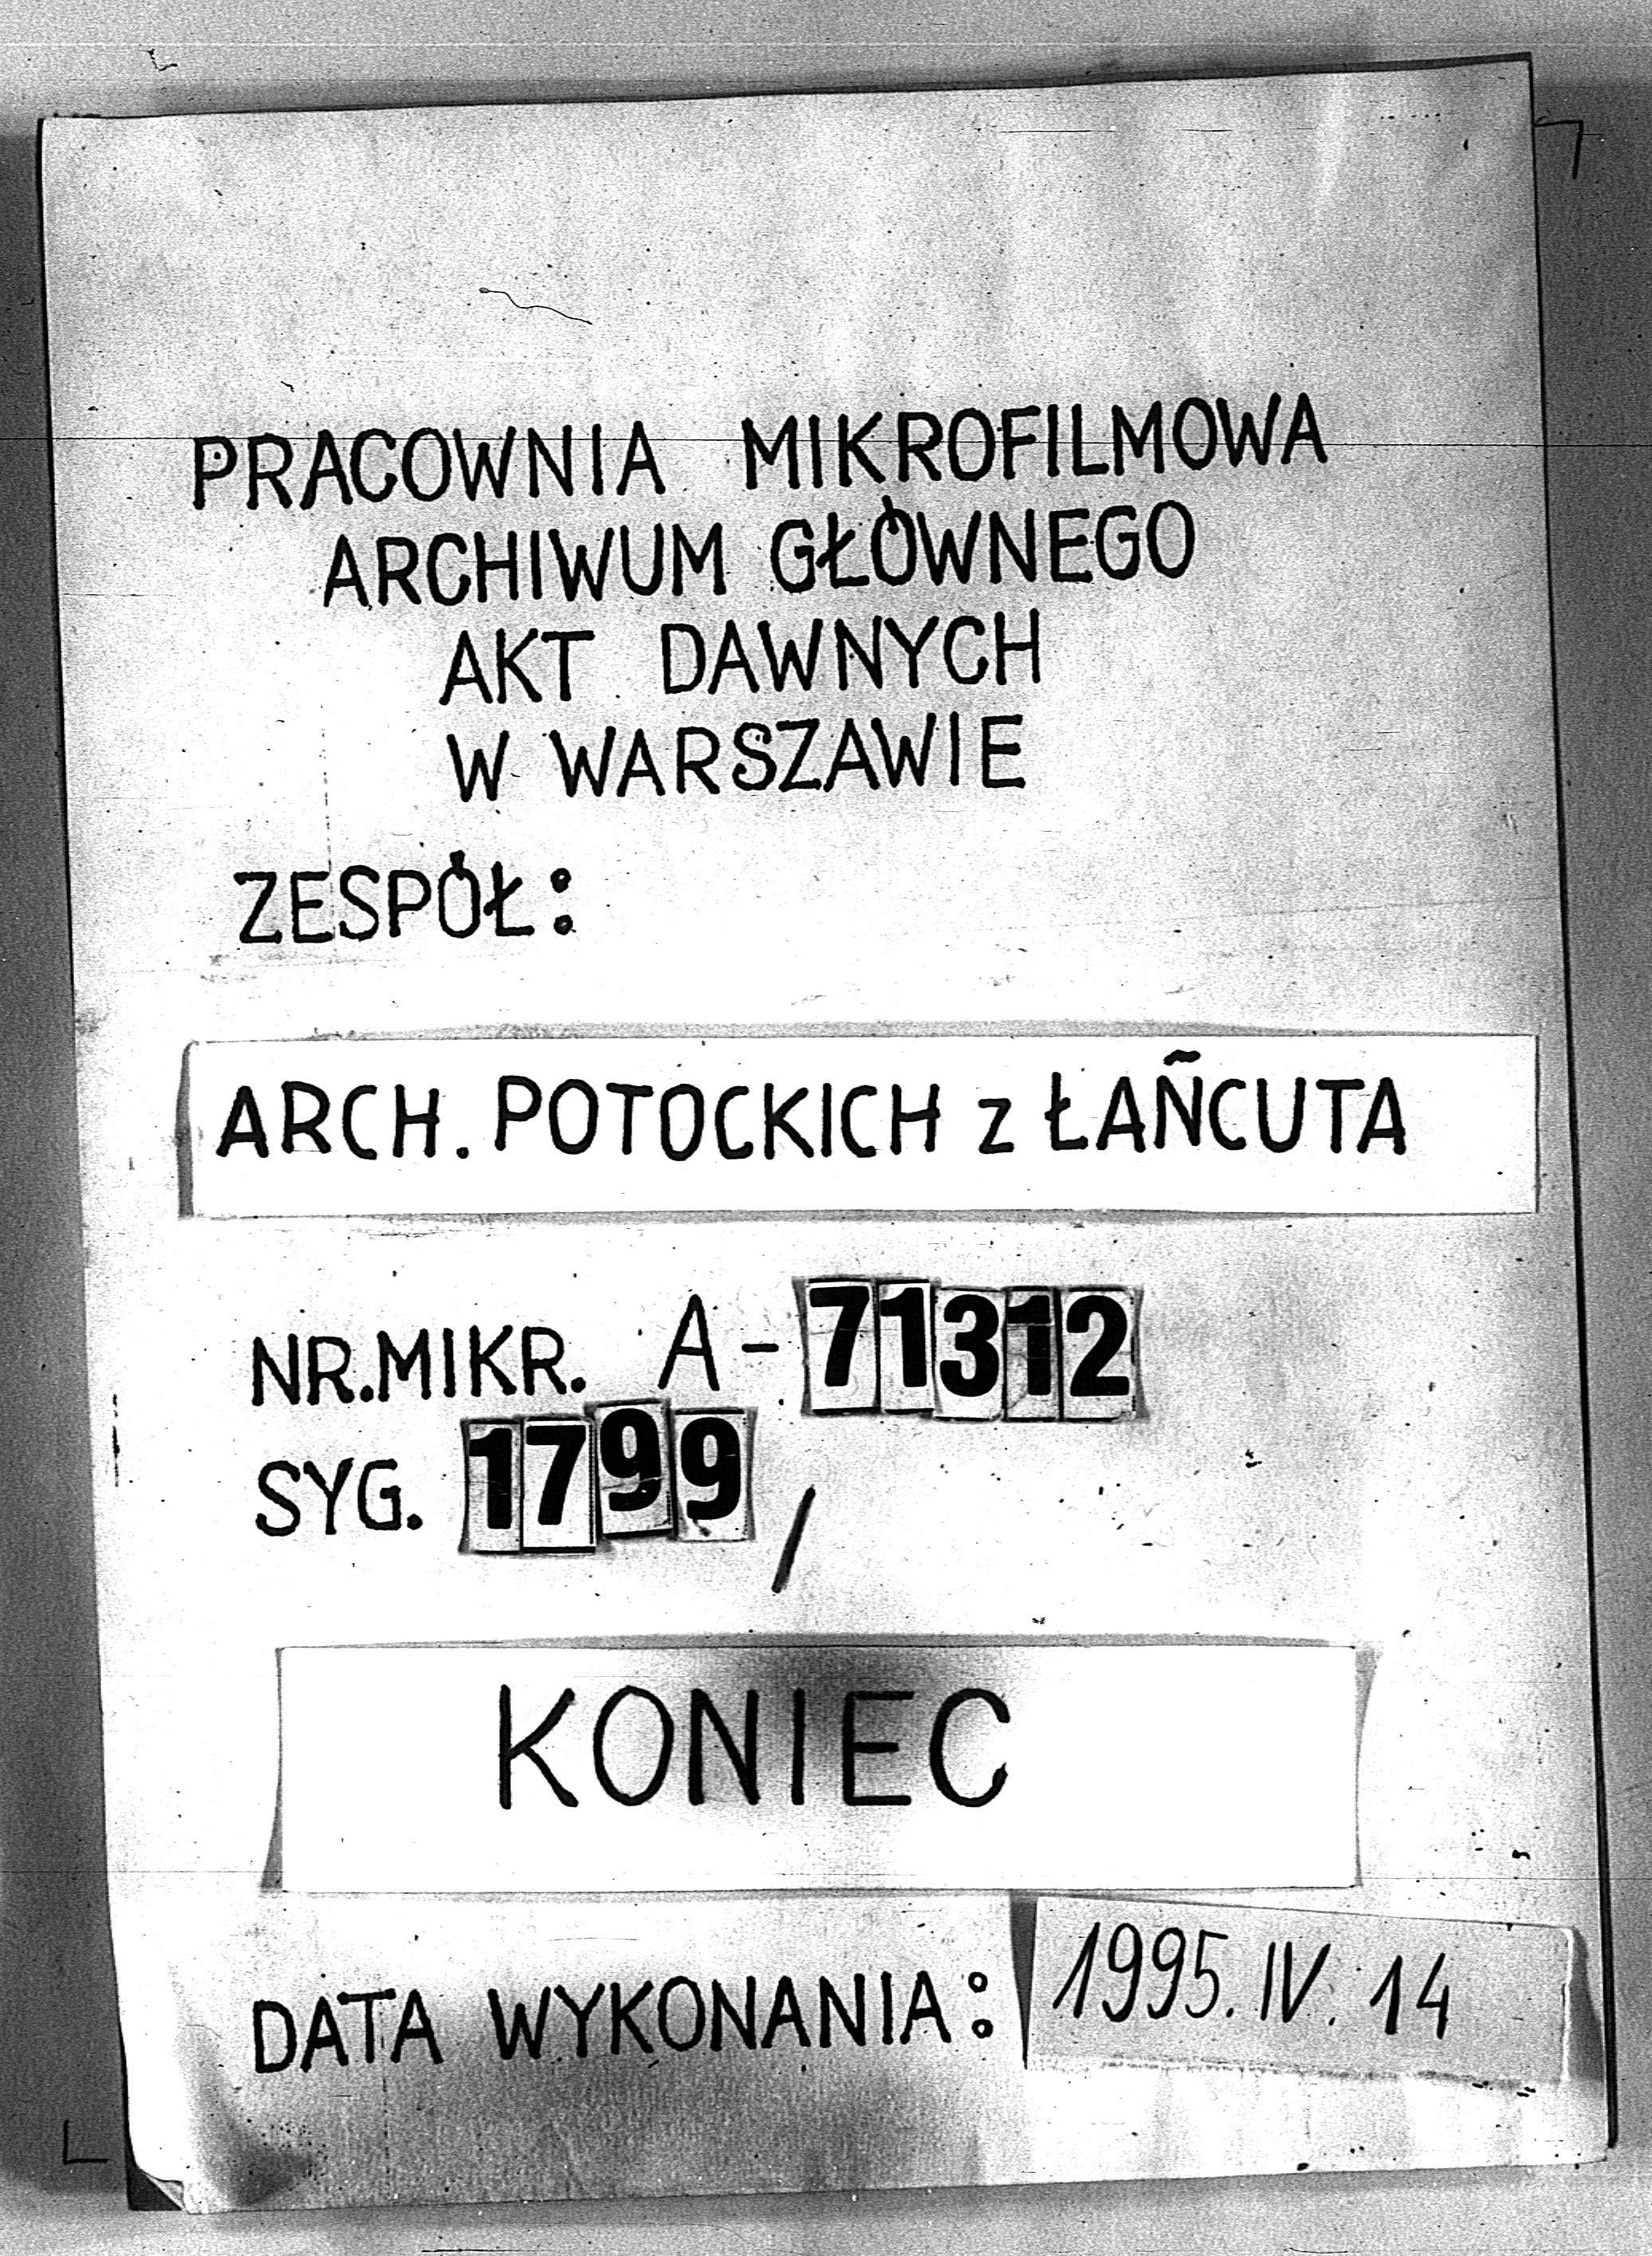 PRACOWNIA MIKROFILMOWA
ARCHIWUM GŁÓWNEGO
AKT DAWNYCH
W WARSZAWIE
ZESPÓŁ:
ARCH. POTOCKICH z ŁAŃCUTA
NR.MIKR. A-71312
SYG. 1799/
KONIEC
DATA WYKONANIA: 1995.IV.14